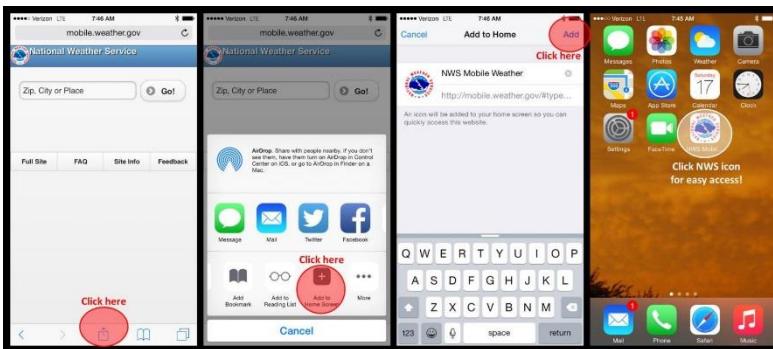 Verizon LTE 7:46 AM
mobile.weather.gov
National Weather Service
Zip, City or Place
Go!
Full Site FAQ Site Info Feedback
Click here
Verizon LTE 7:46 AM
mobile.weather.gov
National Weather Service
Zip, City or Place
Go!
AirDrop. Share with people nearby. If you don't
see them, have them turn on AirDrop in Control
Center on iOS, or go to AirDrop in Finder on a
Mac.
Message Mail Twitter Facebook
Click here
Add
Bookmark
Add to
Reading List
Add to
Home Screen
More
Cancel
Verizon LTE 7:46 AM
Cancel Add to Home Add
Click here
NWS Mobile Weather
http://mobile.weather.gov/#type...
An icon will be added to your home screen so you can
quickly access this website.
Q W E R T Y U I O P
A S D F G H J K L
Z X C V B N M
123 space return
Verizon LTE 7:45 AM
Messages Photos Weather Camera
Saturday
17
Maps App Store Calendar Clock
1
Settings FaceTime NWS Mobil
Click NWS icon
for easy access!
1
Mail Phone Safari Music